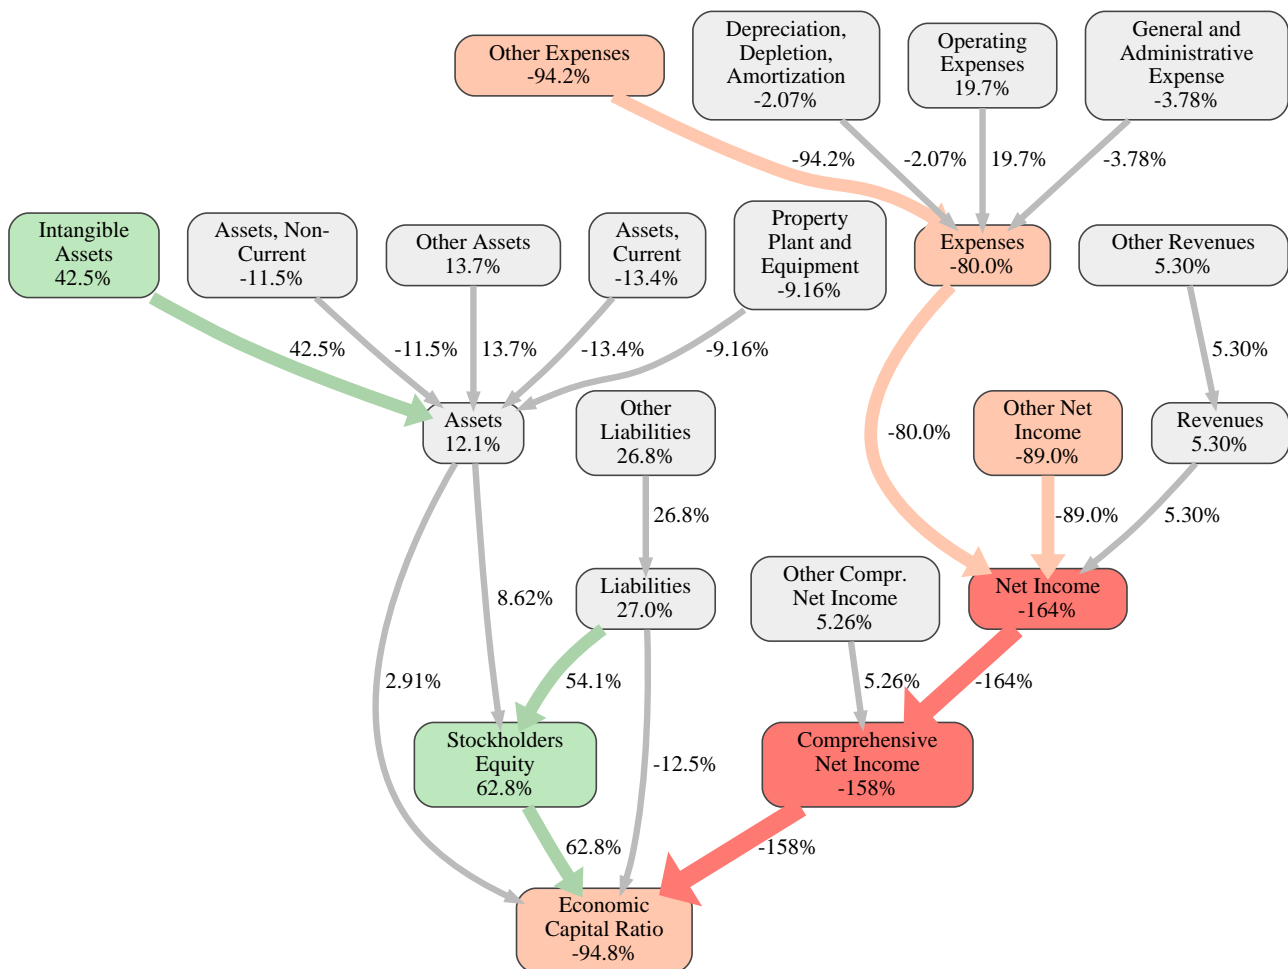 Other Expenses
-94.2%
Depreciation,
Depletion,
Amortization
-2.07%
Operating
Expenses
19.7%
General and
Administrative
Expense
-3.78%
-94.2%
-2.07%
19.7%
-3.78%
Intangible
Assets
42.5%
Assets, Non-
Current
-11.5%
Other Assets
13.7%
Assets,
Current
-13.4%
Property
Plant and
Equipment
-9.16%
Expenses
-80.0%
Other Revenues
5.30%
42.5%
-11.5%
13.7%
-13.4%
-9.16%
5.30%
Assets
12.1%
Other
Liabilities
26.8%
-80.0%
Other Net
Income
-89.0%
Revenues
5.30%
26.8%
-89.0%
5.30%
8.62%
Liabilities
27.0%
Other Compr.
Net Income
5.26%
Net Income
-164%
2.91%
54.1%
5.26%
-164%
Stockholders
Equity
62.8%
-12.5%
Comprehensive
Net Income
-158%
62.8%
-158%
Economic
Capital Ratio
-94.8%